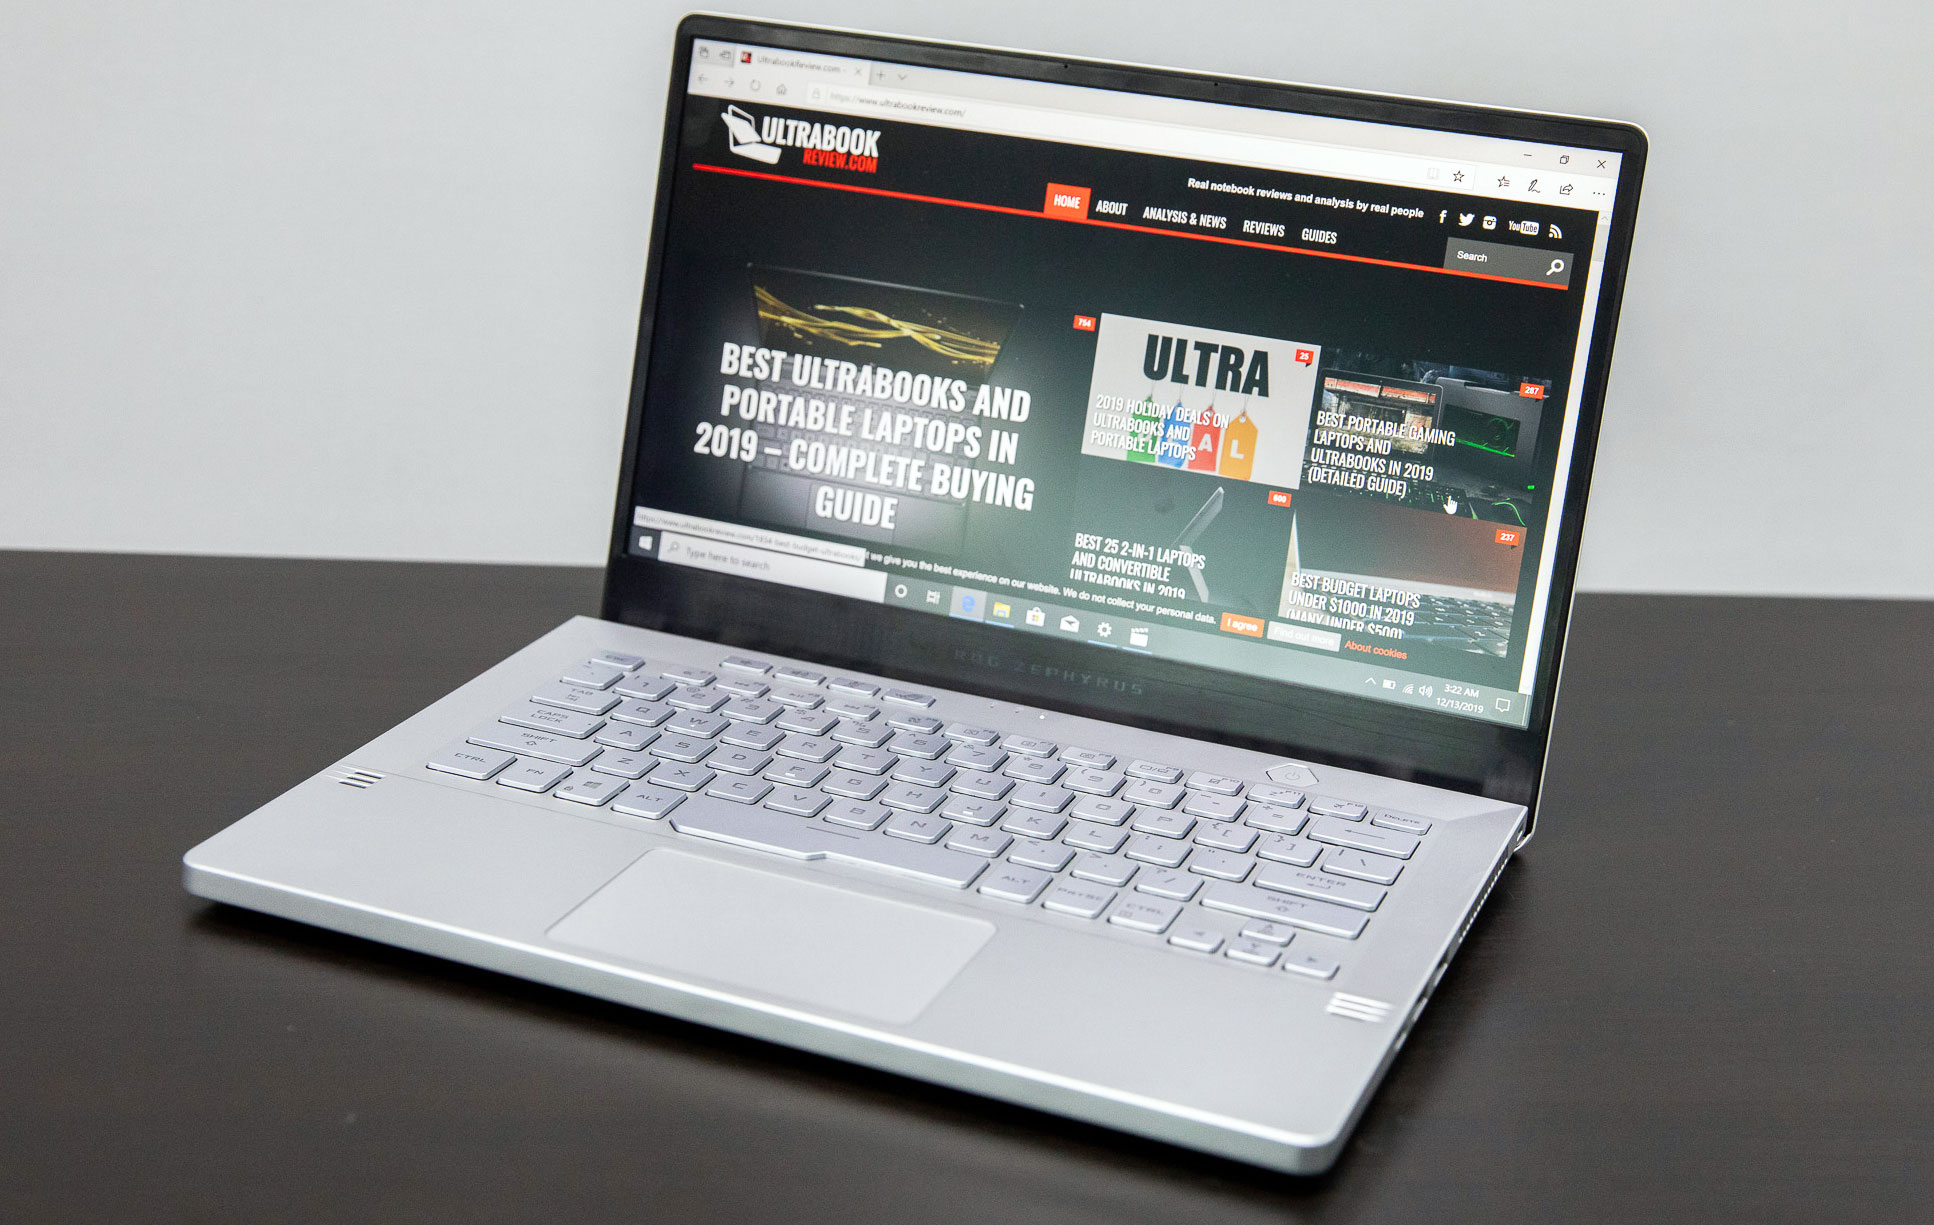 UltrabookReview.com -
https://www.ultrabookreview.com/
ULTRABOOK
REVIEW.COM
Real notebook reviews and analysis by real people
HOME ABOUT ANALYSIS & NEWS REVIEWS GUIDES
You Tube
Search
BEST ULTRABOOKS AND
PORTABLE LAPTOPS IN
2019 – COMPLETE BUYING
GUIDE
754
ULTRA
25
2019 HOLIDAY DEALS ON
ULTRABOOKS AND
PORTABLE LAPTOPS
A L
287
BEST PORTABLE GAMING
LAPTOPS AND
ULTRABOOKS IN 2019
(DETAILED GUIDE)
600
BEST 25 2-IN-1 LAPTOPS
AND CONVERTIBLE
ULTRABOOKS IN 2019
237
BEST BUDGET LAPTOPS
UNDER $1000 IN 2019
(MANY UNDER $500)
https://www.ultrabookreview.com/1834-best-budget-ultrabooks/
we give you the best experience on our website. We do not collect your personal data.
I agree
Find out more
About cookies
Type here to search
3:22 AM
12/13/2019
ROG ZEPHYRUS
ESC
DELETE
TAB Q W E R T Y U I O P
CAPS LOCK A S D F G H J K L ENTER
SHIFT Z X C V B N M SHIFT
CTRL FN ALT ALT PRTSC CTRL